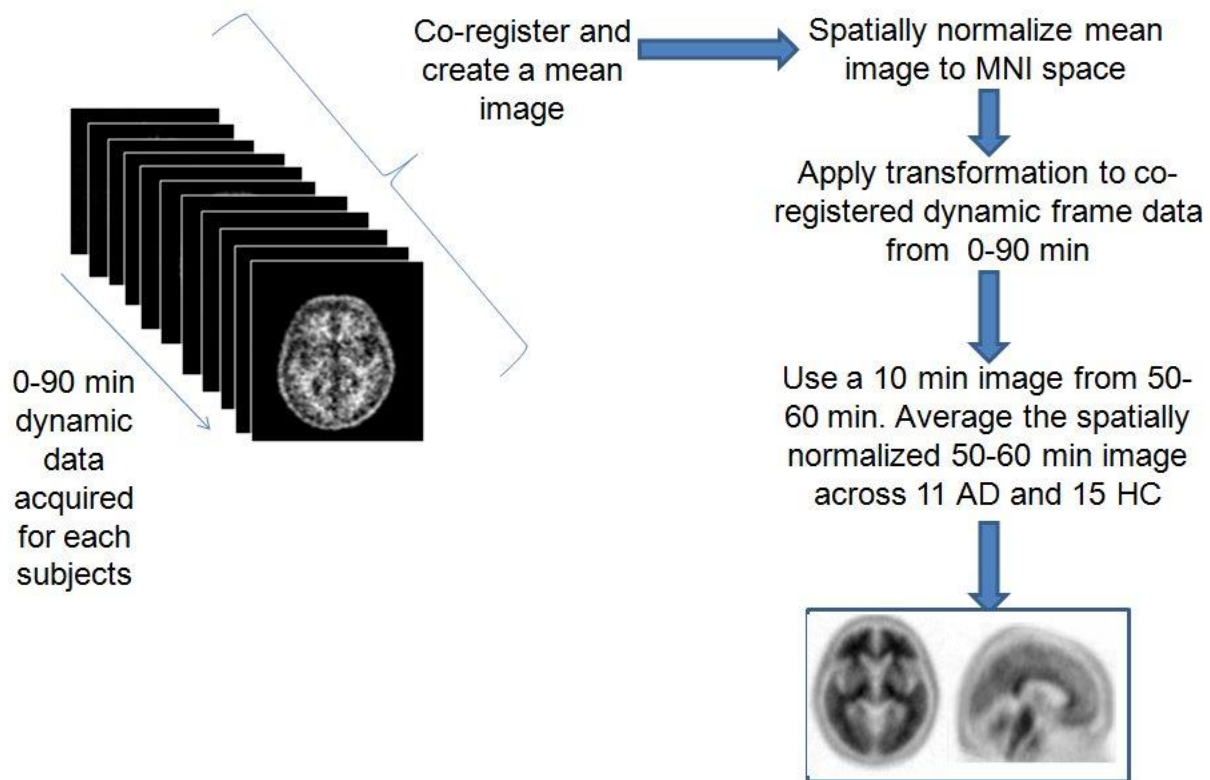 Co-register and
create a mean
image
Spatially normalize mean
image to MNI space
Apply transformation to co-
registered dynamic frame data
from 0-90 min
Use a 10 min image from 50-
60 min. Average the spatially
normalized 50-60 min image
across 11 AD and 15 HC
0-90 min
dynamic
data
acquired
for each
subjects